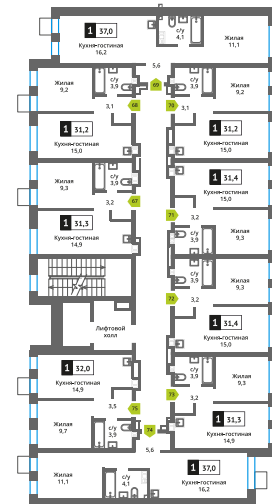 1 37,0
Кухня-гостиная
16,2
с/у
4,1
Жилая
11,1
5,6
69
Жилая
9,2
с/у
3,9
с/у
3,9
Жилая
9,2
3,1
68
70
3,1
1 31,2
Кухня-гостиная
15,0
1 31,2
Кухня-гостиная
15,0
Жилая
9,3
с/у
3,9
1 31,4
Кухня-гостиная
15,0
3,2
67
1 31,3
Кухня-гостиная
14,9
71
3,2
с/у
3,9
Жилая
9,3
с/у
3,9
Жилая
9,3
72
3,2
Лифтовой
холл
1 31,4
Кухня-гостиная
15,0
1 32,0
Кухня-гостиная
14,9
с/у
3,9
Жилая
9,3
73
3,2
3,5
75
1 31,3
Кухня-гостиная
14,9
Жилая
9,7
с/у
3,9
74
5,6
Жилая
11,1
с/у
4,1
1 37,0
Кухня-гостиная
16,2